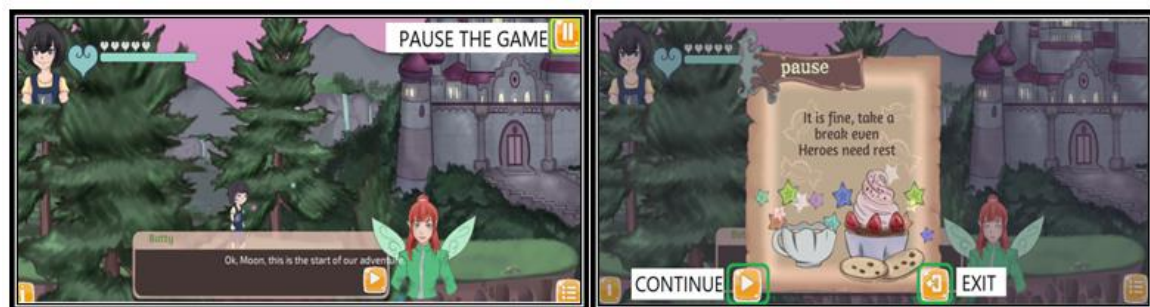 PAUSE THE GAME
Butty
Ok, Moon, this is the start of our adventure
pause
It is fine, take a
break even
Heroes need rest
CONTINUE
EXIT